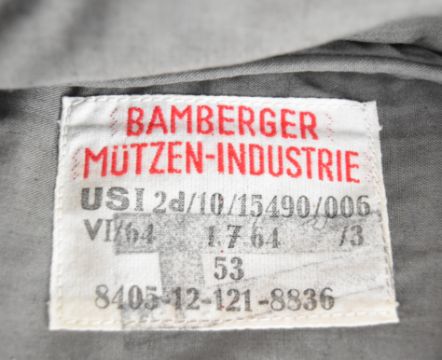 BAMBERGER
MÜTZEN-INDUSTRIE
USI 2d/10/15490/006
VI/64 1 7 64 /3
53
8405-12-121-8836